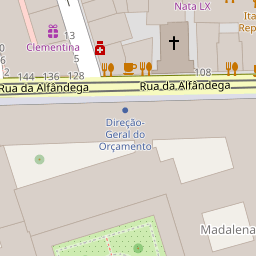 Nata LX
Ita
Rep
13
Clementina
5
2
144
136
128
108
Rua da Alfândega
Rua da Alfândega
Direção-
Geral do
Orçamento
Madalena